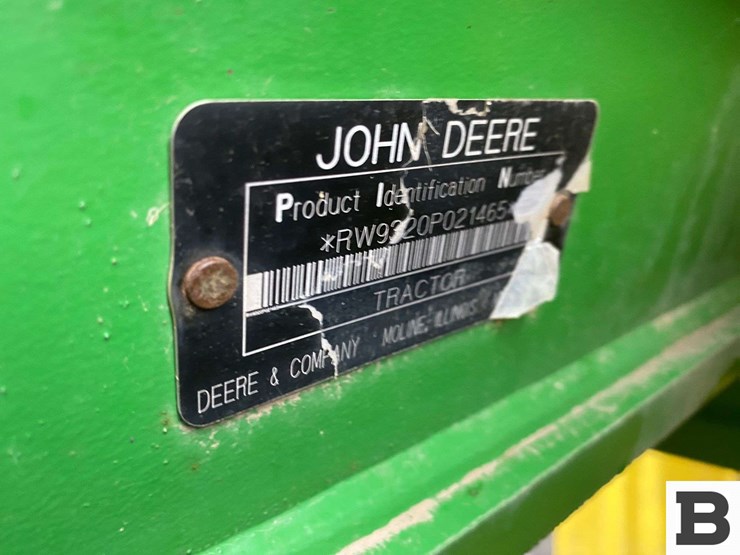 JOHN DEERE
Product Identification Number
*RW9320P021465*
TRACTOR
DEERE & COMPANY MOLINE, ILLINOIS
B